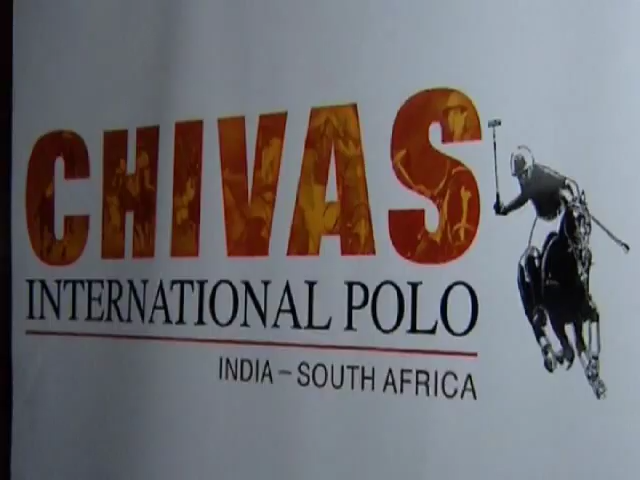 CHIVAS
INTERNATIONAL POLO
INDIA – SOUTH AFRICA